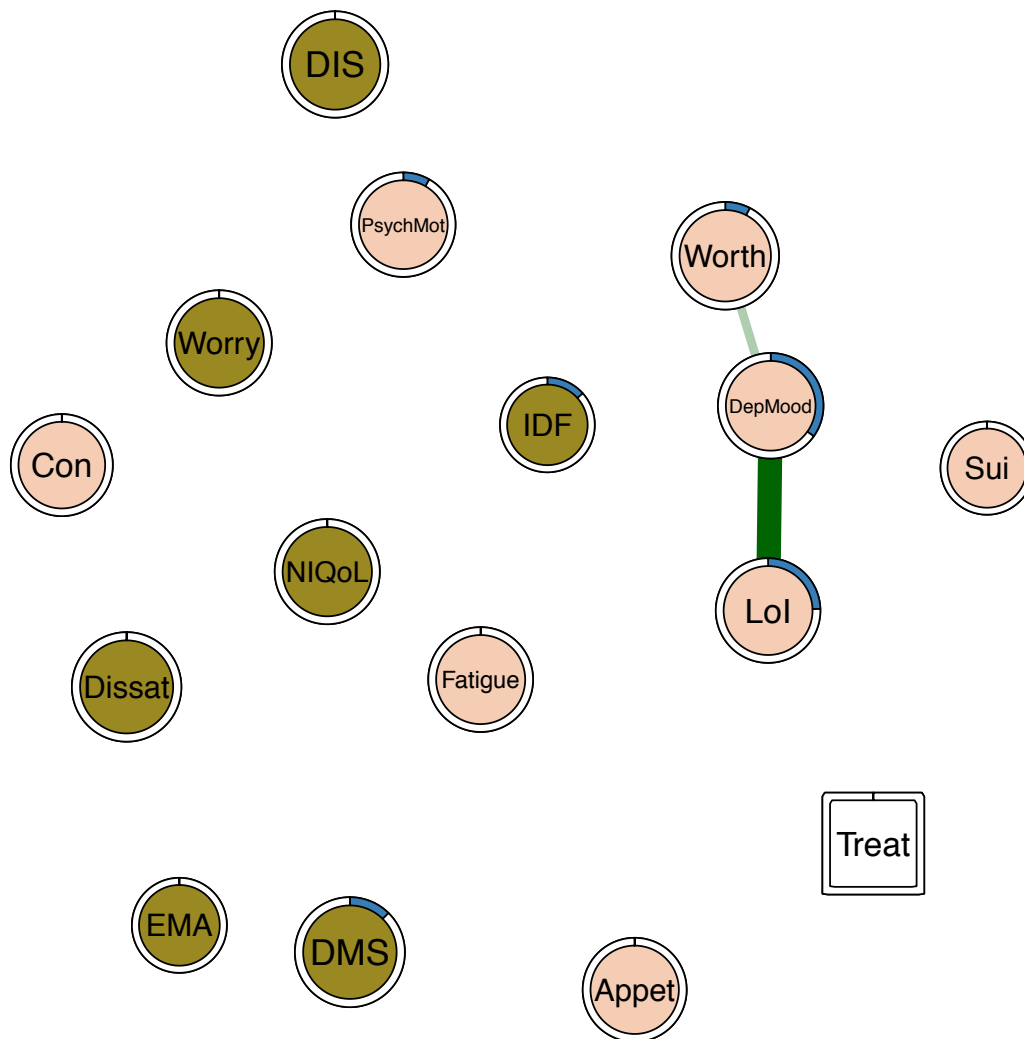 DIS
PsychMot
Worth
Worry
DepMood
IDF
Con
Sui
NIQoL
LoI
Fatigue
Dissat
Treat
EMA
DMS
Appet